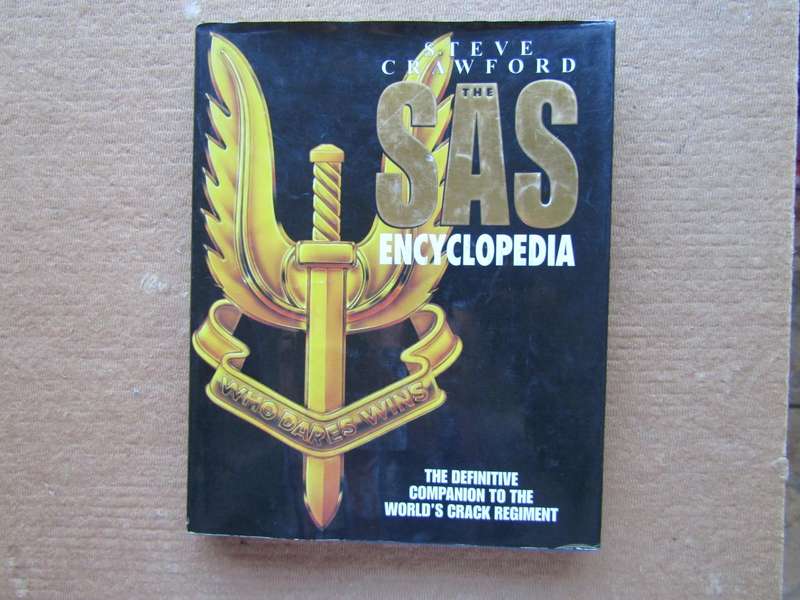 STEVE
CRAWFORD
THE
SAS
ENCYCLOPEDIA
WHO DARES WINS
THE DEFINITIVE
COMPANION TO THE
WORLD'S CRACK REGIMENT